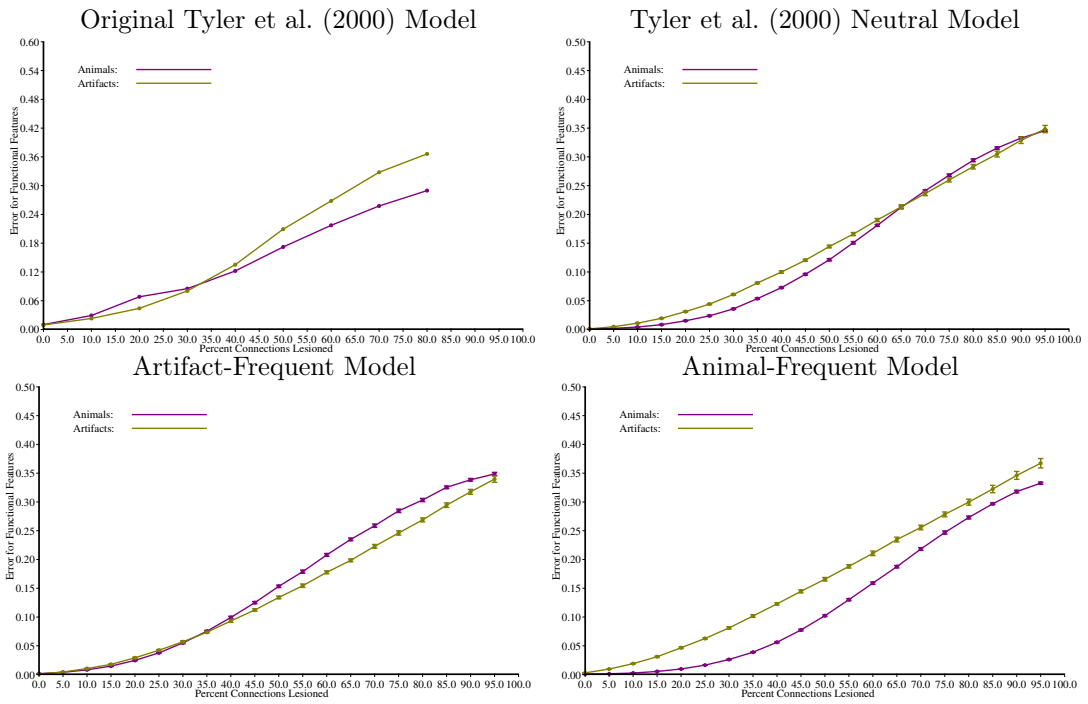 Original Tyler et al. (2000) Model
0.60
0.54
0.48
0.42
0.36
0.30
0.24
0.18
0.12
0.06
0.00
Error for Functional Features
Animals:
Artifacts:
0.0 5.0 10.0 15.0 20.0 25.0 30.0 35.0 40.0 45.0 50.0 55.0 60.0 65.0 70.0 75.0 80.0 85.0 90.0 95.0 100.0
Percent Connections Lesioned
Tyler et al. (2000) Neutral Model
0.50
0.45
0.40
0.35
0.30
0.25
0.20
0.15
0.10
0.05
0.00
Error for Functional Features
Animals:
Artifacts:
0.0 5.0 10.0 15.0 20.0 25.0 30.0 35.0 40.0 45.0 50.0 55.0 60.0 65.0 70.0 75.0 80.0 85.0 90.0 95.0 100.0
Percent Connections Lesioned
Artifact-Frequent Model
0.50
0.45
0.40
0.35
0.30
0.25
0.20
0.15
0.10
0.05
0.00
Error for Functional Features
Animals:
Artifacts:
0.0 5.0 10.0 15.0 20.0 25.0 30.0 35.0 40.0 45.0 50.0 55.0 60.0 65.0 70.0 75.0 80.0 85.0 90.0 95.0 100.0
Percent Connections Lesioned
Animal-Frequent Model
0.50
0.45
0.40
0.35
0.30
0.25
0.20
0.15
0.10
0.05
0.00
Error for Functional Features
Animals:
Artifacts:
0.0 5.0 10.0 15.0 20.0 25.0 30.0 35.0 40.0 45.0 50.0 55.0 60.0 65.0 70.0 75.0 80.0 85.0 90.0 95.0 100.0
Percent Connections Lesioned